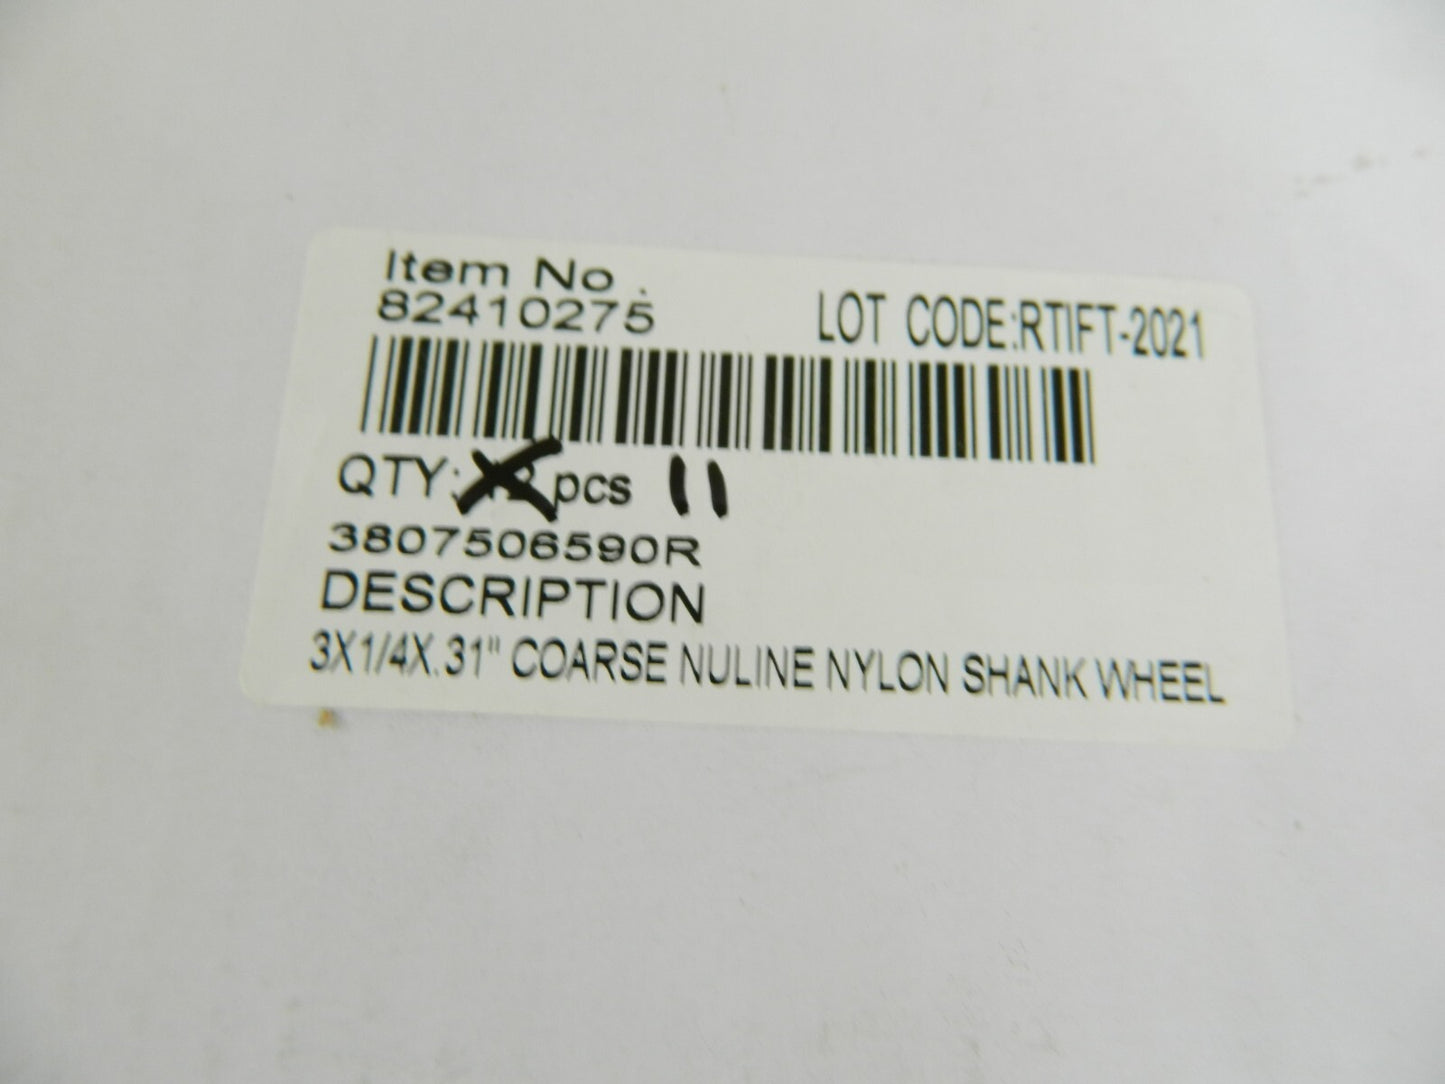 Item No.
82410275
LOT CODE:RTIFT-2021
QTY:12 pcs 11
3807506590R
DESCRIPTION
3X1/4X.31" COARSE NULINE NYLON SHANK WHEEL